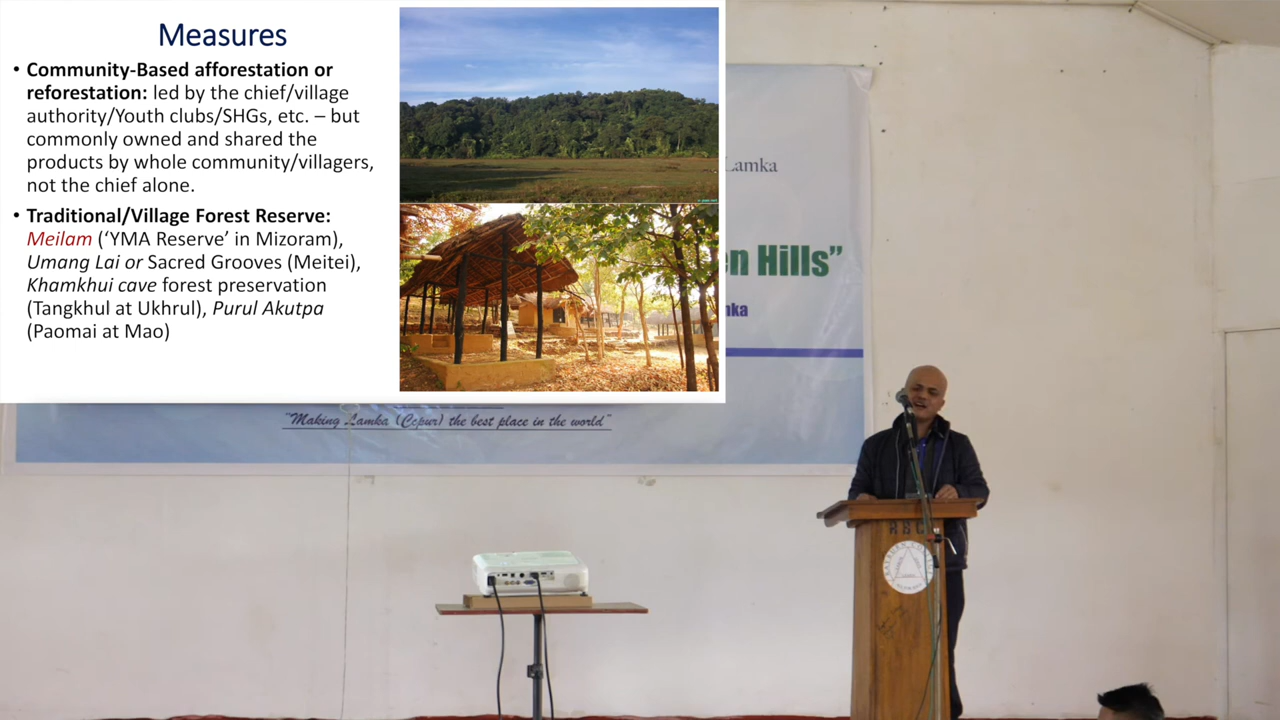 Measures
• Community-Based afforestation or
reforestation: led by the chief/village
authority/Youth clubs/SHGs, etc. – but
commonly owned and shared the
products by whole community/villagers,
not the chief alone.
• Traditional/Village Forest Reserve:
Meilam (‘YMA Reserve’ in Mizoram),
Umang Lai or Sacred Grooves (Meitei),
Khamkhui cave forest preservation
(Tangkhul at Ukhrul), Purul Akutpa
(Paomai at Mao)
Lamka
n Hills”
ka
"Making Lamka (Ccpur) the best place in the world"
RBC